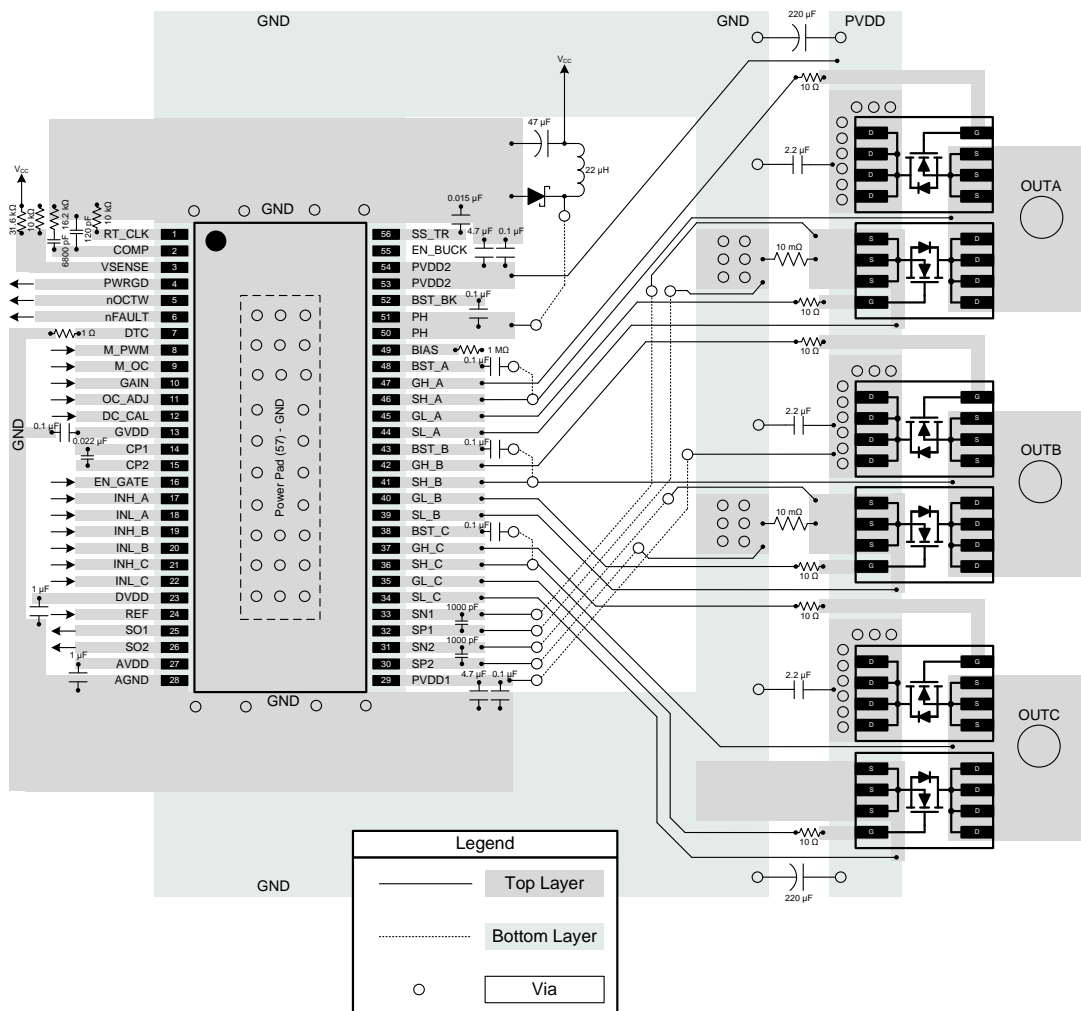 GND
GND
220 µF
PVDD
VCC
10 Ω
47 µF
22 µH
2.2 µF
D
D
D
D
G
S
S
S
OUTA
VCC
31.6 kΩ
10 kΩ
16.2 kΩ
6800 pF
120 pF
10 kΩ
GND
0.015 µF
4.7 µF
0.1 µF
0.1 µF
RT_CLK 1
COMP 2
VSENSE 3
PWRGD 4
nOCTW 5
nFAULT 6
DTC 7
M_PWM 8
M_OC 9
GAIN 10
OC_ADJ 11
DC_CAL 12
GVDD 13
CP1 14
CP2 15
EN_GATE 16
INH_A 17
INL_A 18
INH_B 19
INL_B 20
INH_C 21
INL_C 22
DVDD 23
REF 24
SO1 25
SO2 26
AVDD 27
AGND 28
1 Ω
GND
0.1 µF
0.022 µF
1 µF
1 µF
Power Pad (57) - GND
56 SS_TR
55 EN_BUCK
54 PVDD2
53 PVDD2
52 BST_BK
51 PH
50 PH
49 BIAS
48 BST_A
47 GH_A
46 SH_A
45 GL_A
44 SL_A
43 BST_B
42 GH_B
41 SH_B
40 GL_B
39 SL_B
38 BST_C
37 GH_C
36 SH_C
35 GL_C
34 SL_C
33 SN1
32 SP1
31 SN2
30 SP2
29 PVDD1
1 MΩ
0.1 µF
0.1 µF
0.1 µF
1000 pF
1000 pF
4.7 µF
0.1 µF
GND
10 mΩ
S
S
S
G
D
D
D
D
10 Ω
10 Ω
2.2 µF
D
D
D
D
G
S
S
S
OUTB
10 mΩ
S
S
S
G
D
D
D
D
10 Ω
10 Ω
2.2 µF
D
D
D
D
G
S
S
S
OUTC
S
S
S
G
D
D
D
D
10 Ω
220 µF
GND
GND
PVDD
Legend
Top Layer
Bottom Layer
Via